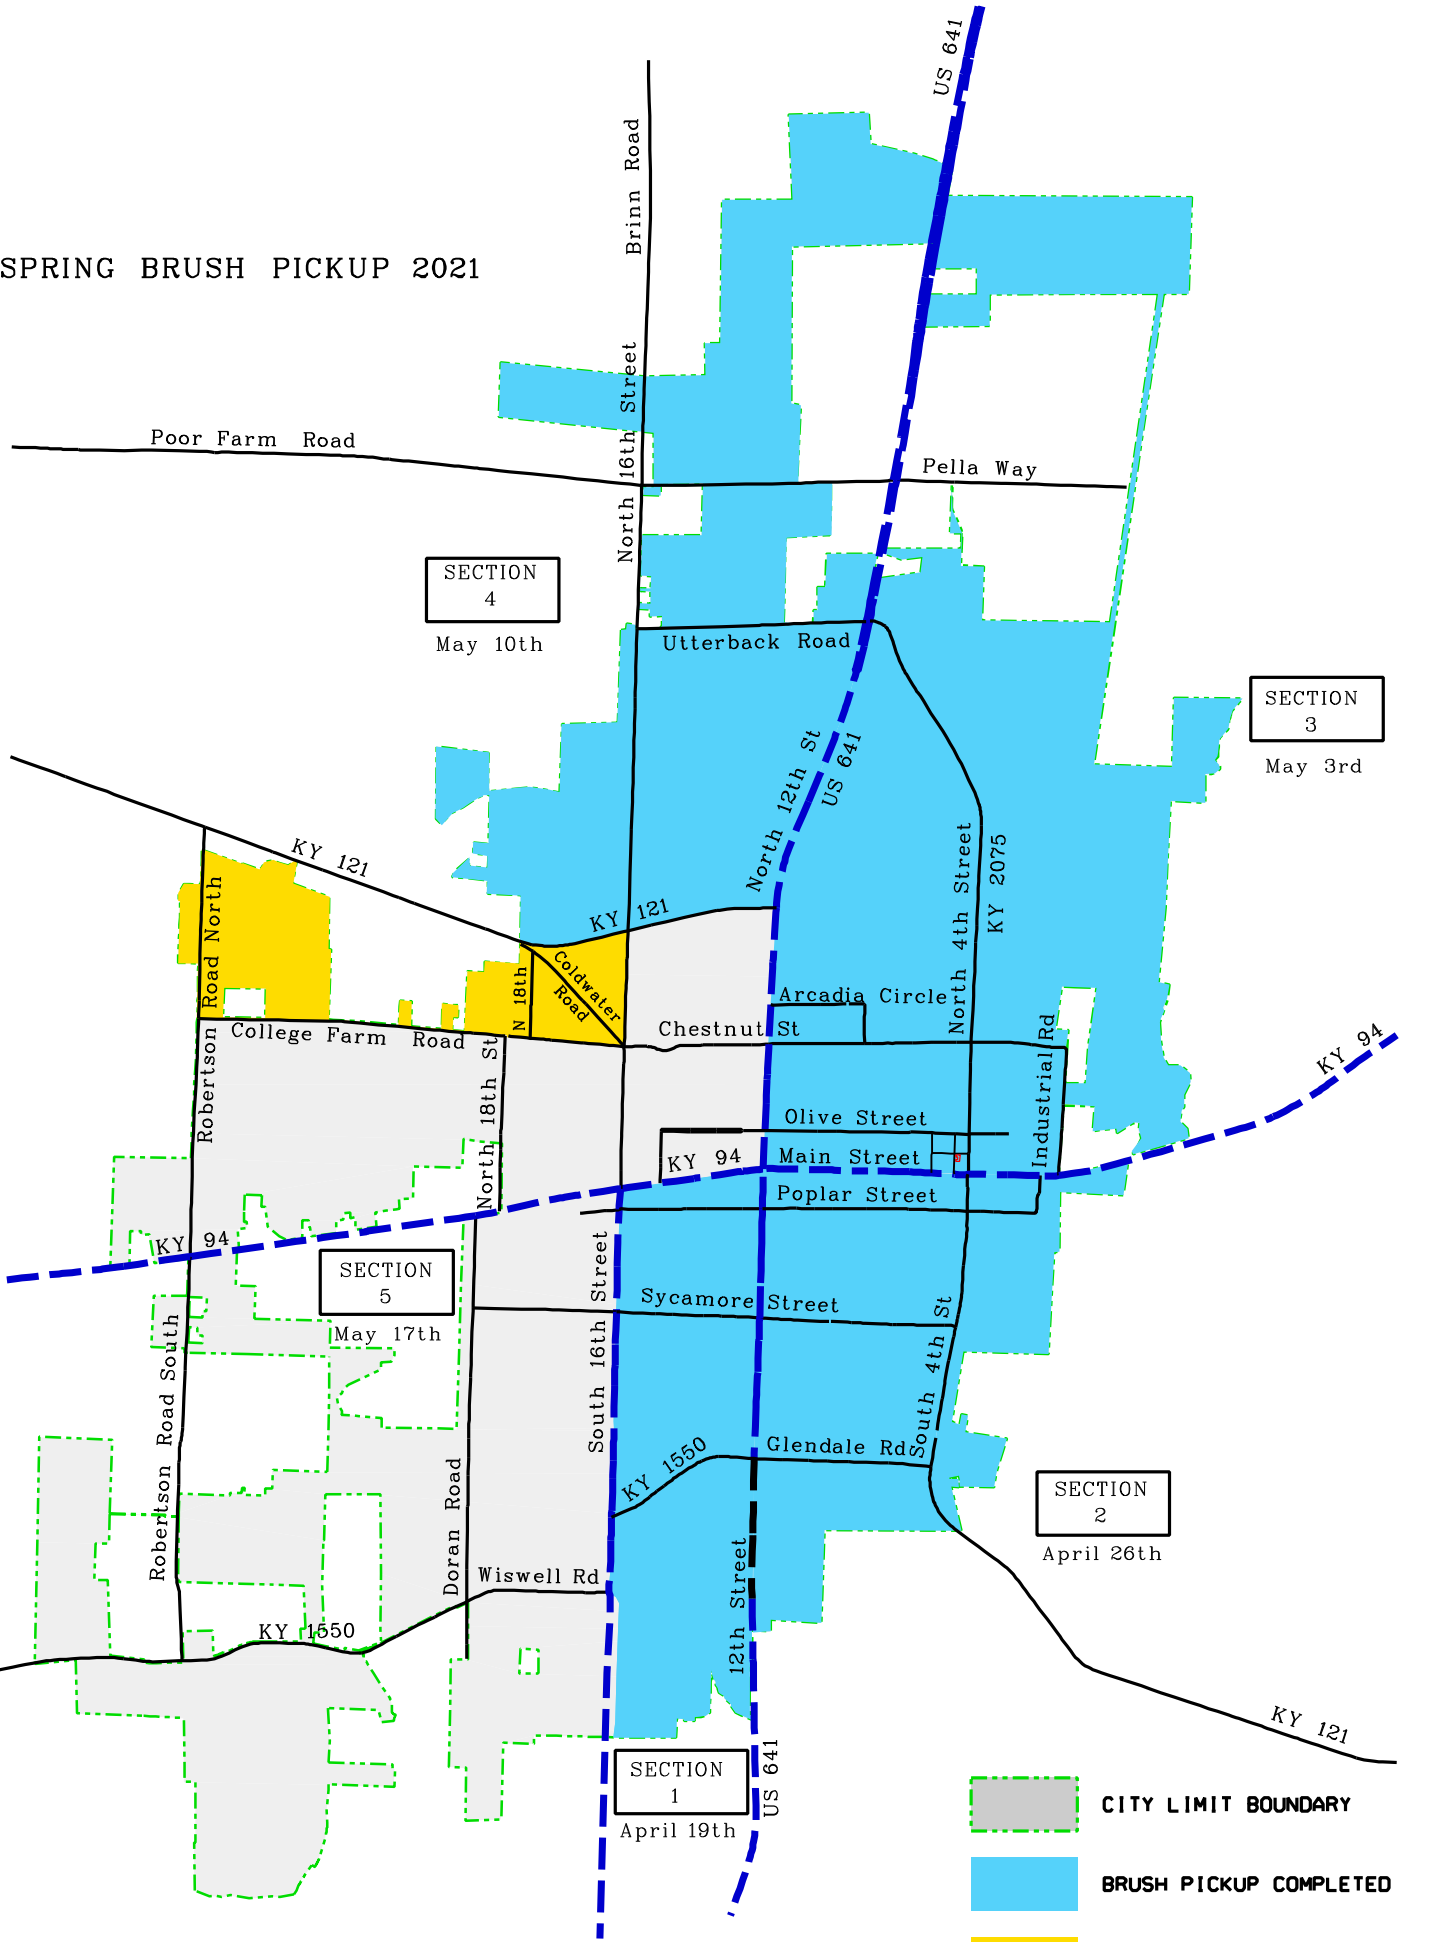 US 641
Brinn Road
SPRING BRUSH PICKUP 2021
North 16th Street
Poor Farm Road
Pella Way
SECTION
4
May 10th
Utterback Road
SECTION
3
May 3rd
North 12th St
US 641
KY 121
North 4th Street
KY 2075
KY 121
Robertson Road North
N 18th
Coldwater
Road
Arcadia Circle
Chestnut St
College Farm Road
North 18th St
Industrial Rd
KY 94
Olive Street
Main Street
KY 94
Poplar Street
KY 94
SECTION
5
May 17th
South 16th Street
Sycamore Street
South 4th St
Robertson Road South
Glendale Rd
KY 1550
Doran Road
SECTION
2
April 26th
Wiswell Rd
12th Street
KY 1550
KY 121
SECTION
1
April 19th
US 641
CITY LIMIT BOUNDARY
BRUSH PICKUP COMPLETED